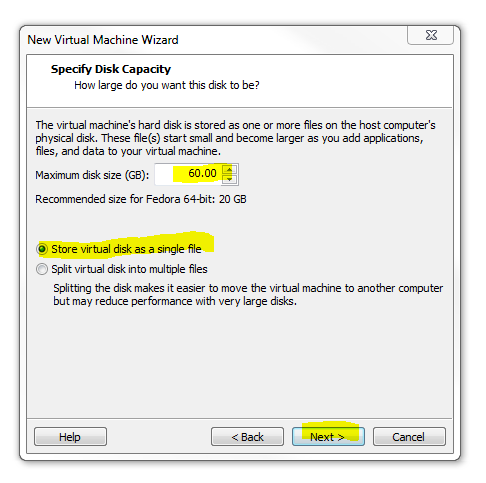 New Virtual Machine Wizard
Specify Disk Capacity
How large do you want this disk to be?
The virtual machine's hard disk is stored as one or more files on the host computer's
physical disk. These file(s) start small and become larger as you add applications,
files, and data to your virtual machine.
Maximum disk size (GB): 60.00
Recommended size for Fedora 64-bit: 20 GB
Store virtual disk as a single file
Split virtual disk into multiple files
Splitting the disk makes it easier to move the virtual machine to another computer
but may reduce performance with very large disks.
Help < Back Next > Cancel